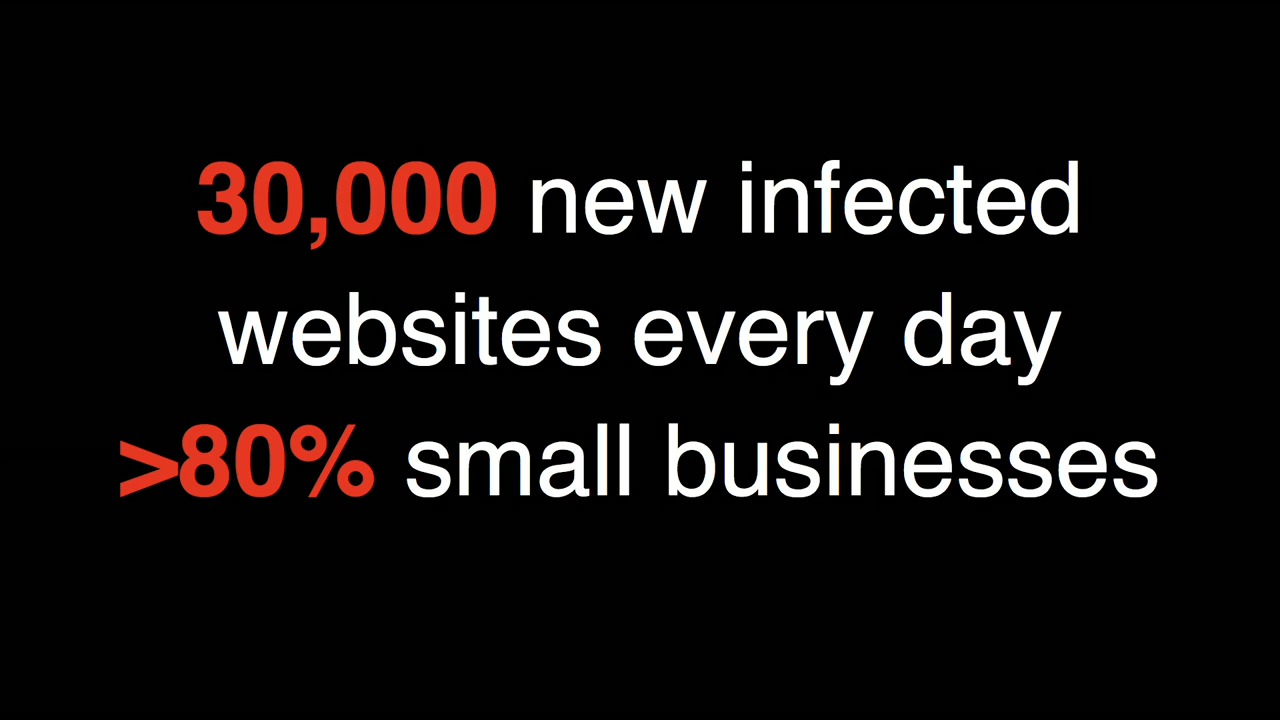 30,000 new infected
websites every day
>80% small businesses